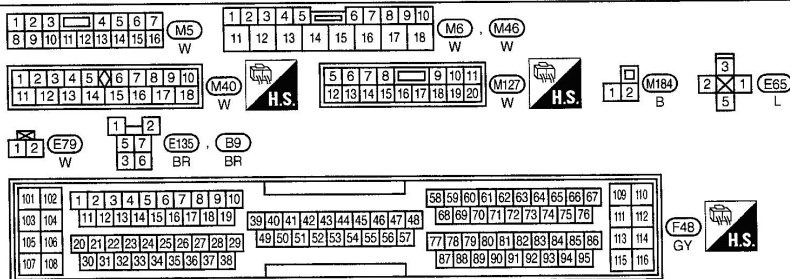 1 2 3 4 5 6 7 M5
8 9 10 11 12 13 14 15 16 W
1 2 3 4 5 6 7 8 9 10 M6 , M46
11 12 13 14 15 16 17 18 W W
1 2 3 4 5 6 7 8 9 10 M40 H.S.
11 12 13 14 15 16 17 18 W
5 6 7 8 9 10 11 M127 H.S.
12 13 14 15 16 17 18 19 20 W
1 2 M184
B
3
2 1 E65
5 L
1 2 E79
W
1 2 E135 , B9
5 7 BR BR
3 6
101 102 1 2 3 4 5 6 7 8 9 10 58 59 60 61 62 63 64 65 66 67 109 110
103 104 11 12 13 14 15 16 17 18 19 39 40 41 42 43 44 45 46 47 48 68 69 70 71 72 73 74 75 76 111 112 F48
105 106 20 21 22 23 24 25 26 27 28 29 49 50 51 52 53 54 55 56 57 77 78 79 80 81 82 83 84 85 86 113 114 GY H.S.
107 108 30 31 32 33 34 35 36 37 38 87 88 89 90 91 92 93 94 95 115 116